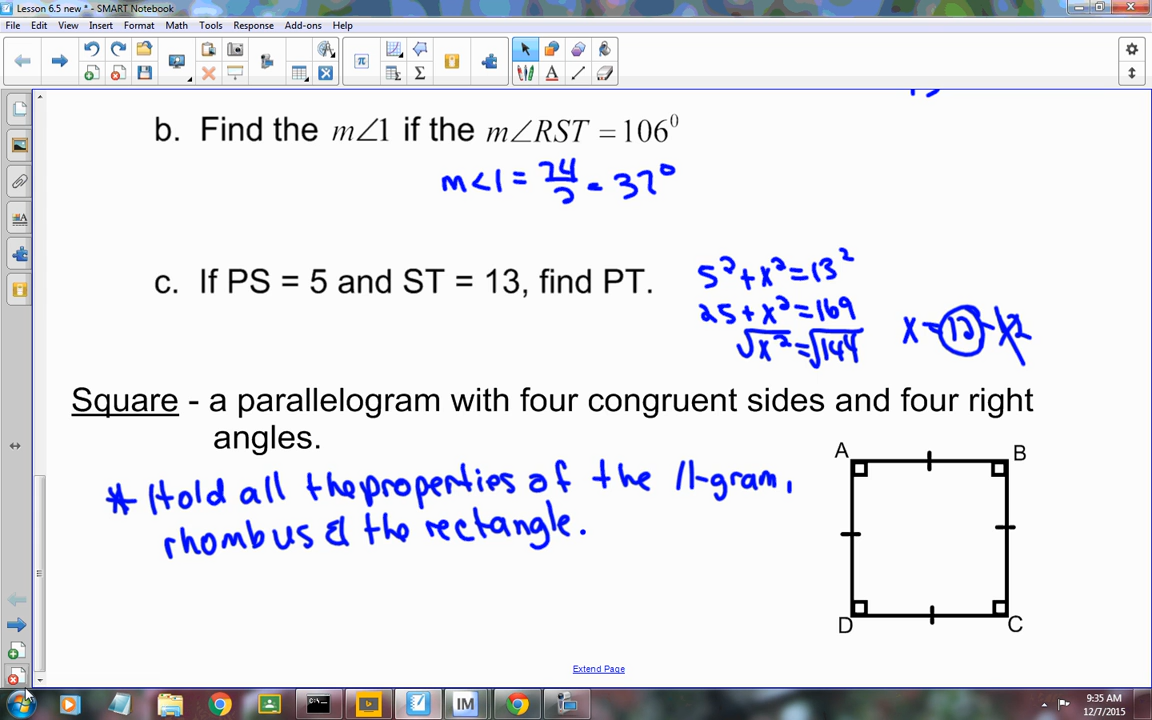 Lesson 6.5 new * - SMART Notebook
File Edit View Insert Format Math Tools Response Add-ons Help
b. Find the m∠1 if the m∠RST = 106⁰
m<1 = 74/2 = 37⁰
c. If PS = 5 and ST = 13, find PT.
5² + x² = 13²
25 + x² = 169
√x² = √144
x = 12, -12
Square - a parallelogram with four congruent sides and four right
angles.
* Hold all the properties of the //-gram,
rhombus & the rectangle.
A B
D C
Extend Page
IM
9:35 AM
12/7/2015